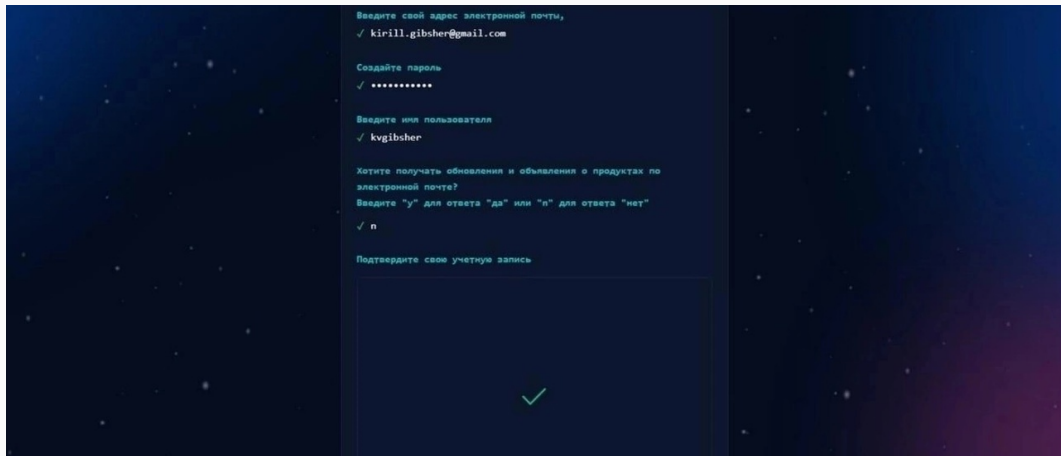 Введите свой адрес электронной почты,
✓ kirill.gibsher@gmail.com
Создайте пароль
✓ •••••••••••
Введите имя пользователя
✓ kvgibsher
Хотите получать обновления и объявления о продуктах по
электронной почте?
Введите "y" для ответа "да" или "n" для ответа "нет"
✓ n
Подтвердите свою учетную запись